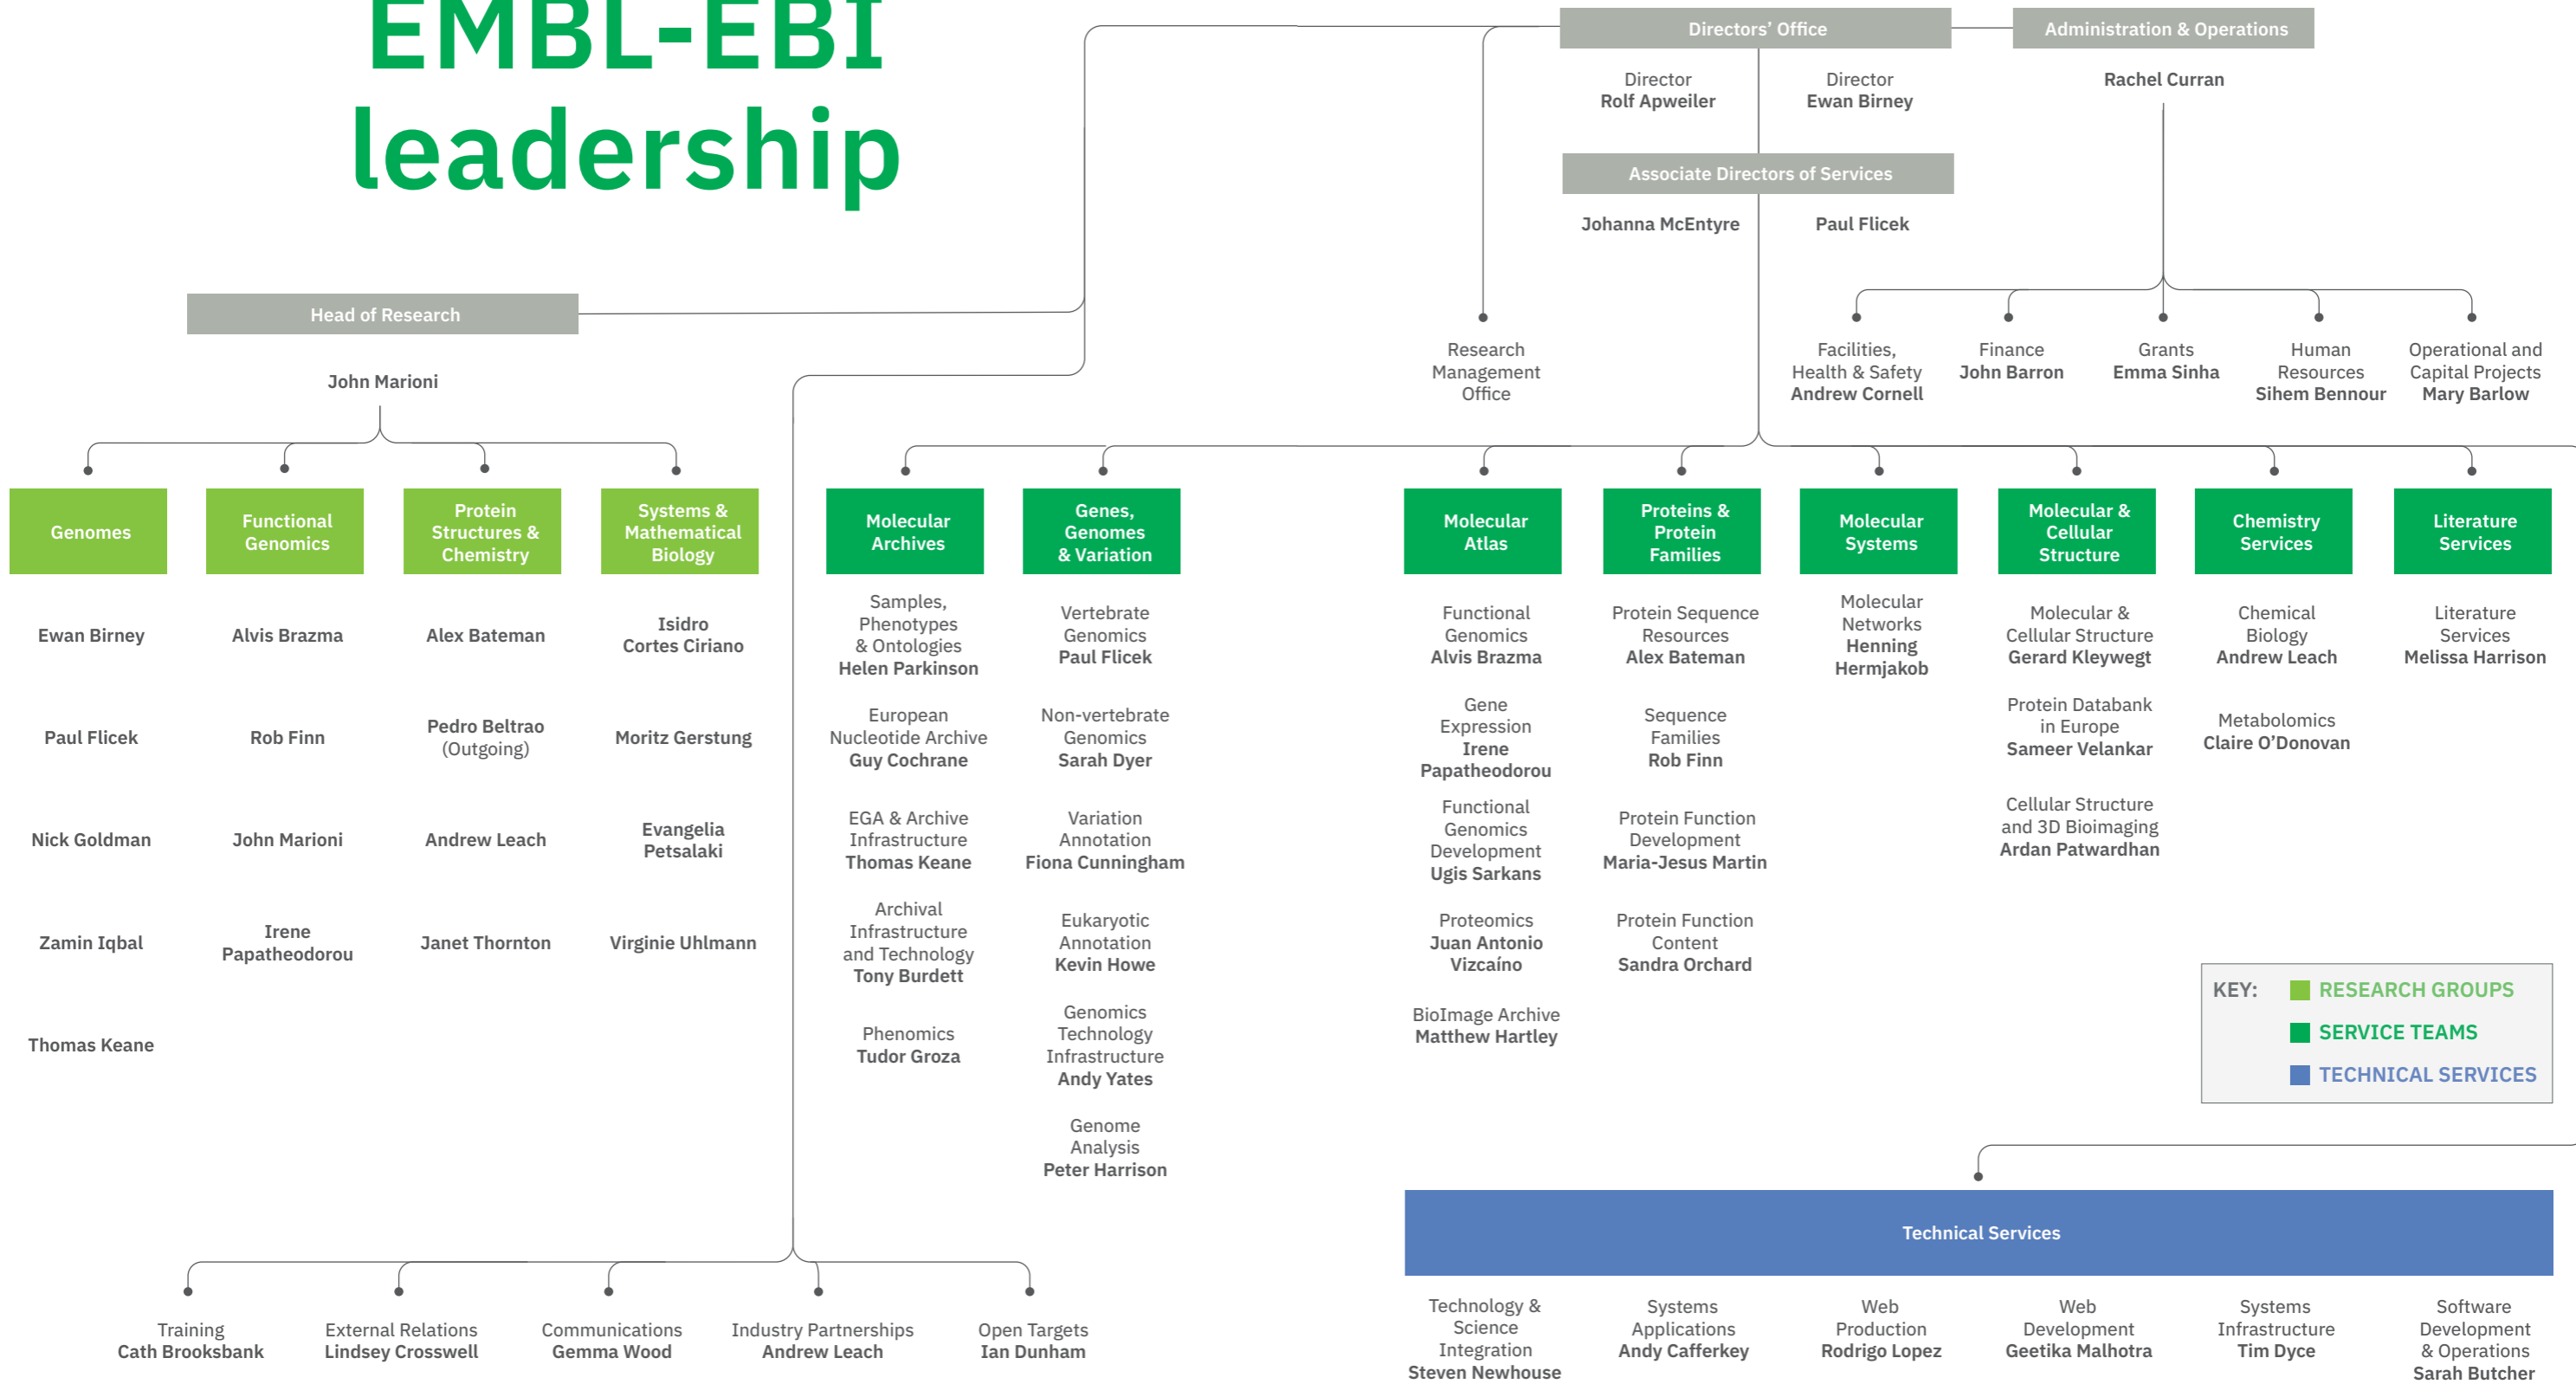 EMBL-EBI
leadership
Directors’ Office
Director
Rolf Apweiler
Director
Ewan Birney
Administration & Operations
Rachel Curran
Associate Directors of Services
Johanna McEntyre
Paul Flicek
Head of Research
John Marioni
Research
Management
Office
Facilities,
Health & Safety
Andrew Cornell
Finance
John Barron
Grants
Emma Sinha
Human
Resources
Sihem Bennour
Operational and
Capital Projects
Mary Barlow
Genomes
Ewan Birney
Paul Flicek
Nick Goldman
Zamin Iqbal
Thomas Keane
Functional
Genomics
Alvis Brazma
Rob Finn
John Marioni
Irene
Papatheodorou
Protein
Structures &
Chemistry
Alex Bateman
Pedro Beltrao
(Outgoing)
Andrew Leach
Janet Thornton
Systems &
Mathematical
Biology
Isidro
Cortes Ciriano
Moritz Gerstung
Evangelia
Petsalaki
Virginie Uhlmann
Molecular
Archives
Samples,
Phenotypes
& Ontologies
Helen Parkinson
European
Nucleotide Archive
Guy Cochrane
EGA & Archive
Infrastructure
Thomas Keane
Archival
Infrastructure
and Technology
Tony Burdett
Phenomics
Tudor Groza
Genes,
Genomes
& Variation
Vertebrate
Genomics
Paul Flicek
Non-vertebrate
Genomics
Sarah Dyer
Variation
Annotation
Fiona Cunningham
Eukaryotic
Annotation
Kevin Howe
Genomics
Technology
Infrastructure
Andy Yates
Genome
Analysis
Peter Harrison
Molecular
Atlas
Functional
Genomics
Alvis Brazma
Gene
Expression
Irene
Papatheodorou
Functional
Genomics
Development
Ugis Sarkans
Proteomics
Juan Antonio
Vizcaíno
BioImage Archive
Matthew Hartley
Proteins &
Protein
Families
Protein Sequence
Resources
Alex Bateman
Sequence
Families
Rob Finn
Protein Function
Development
Maria-Jesus Martin
Protein Function
Content
Sandra Orchard
Molecular
Systems
Molecular
Networks
Henning
Hermjakob
Molecular &
Cellular
Structure
Molecular &
Cellular Structure
Gerard Kleywegt
Protein Databank
in Europe
Sameer Velankar
Cellular Structure
and 3D Bioimaging
Ardan Patwardhan
Chemistry
Services
Chemical
Biology
Andrew Leach
Metabolomics
Claire O’Donovan
Literature
Services
Literature
Services
Melissa Harrison
KEY:
RESEARCH GROUPS
SERVICE TEAMS
TECHNICAL SERVICES
Training
Cath Brooksbank
External Relations
Lindsey Crosswell
Communications
Gemma Wood
Industry Partnerships
Andrew Leach
Open Targets
Ian Dunham
Technical Services
Technology &
Science
Integration
Steven Newhouse
Systems
Applications
Andy Cafferkey
Web
Production
Rodrigo Lopez
Web
Development
Geetika Malhotra
Systems
Infrastructure
Tim Dyce
Software
Development
& Operations
Sarah Butcher